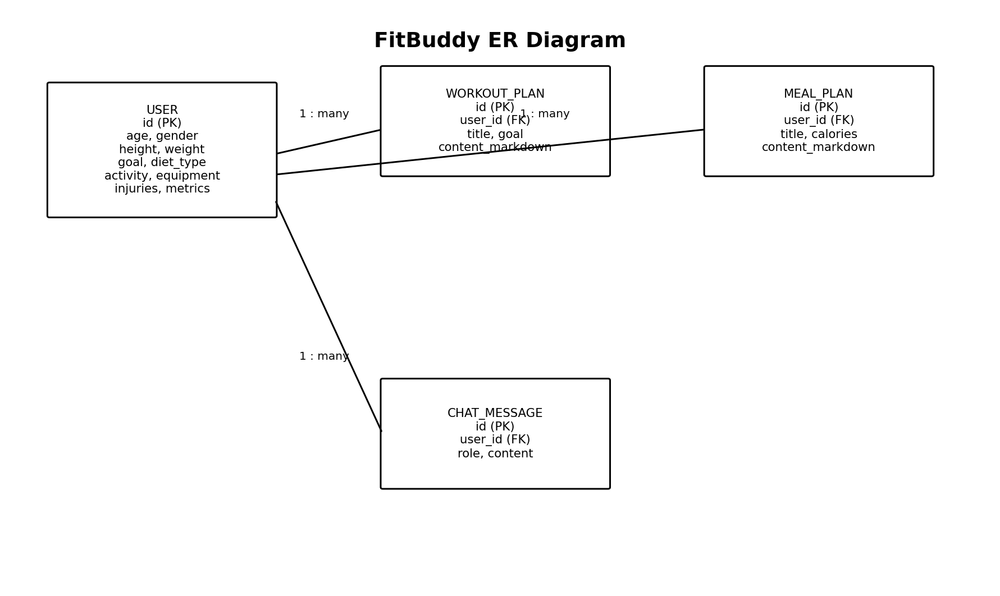 FitBuddy ER Diagram
USER
id (PK)
age, gender
height, weight
goal, diet_type
activity, equipment
injuries, metrics
1 : many
WORKOUT_PLAN
id (PK)
user_id (FK)
title, goal
content_markdown
1 : many
MEAL_PLAN
id (PK)
user_id (FK)
title, calories
content_markdown
1 : many
CHAT_MESSAGE
id (PK)
user_id (FK)
role, content